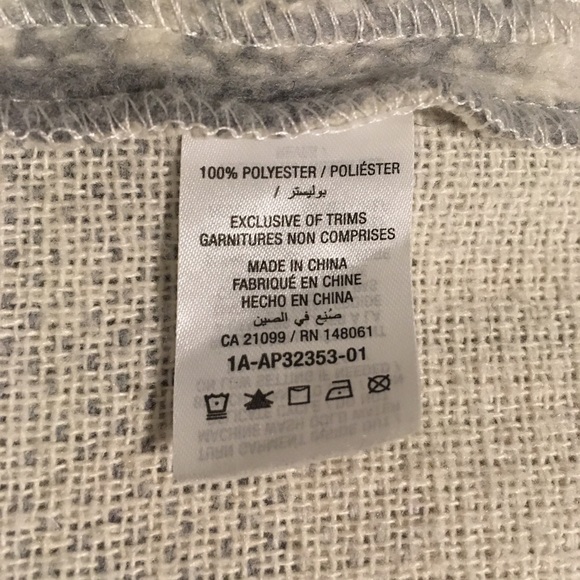 100% POLYESTER / POLIÉSTER
بوليستر /
EXCLUSIVE OF TRIMS
GARNITURES NON COMPRISES
MADE IN CHINA
FABRIQUÉ EN CHINE
HECHO EN CHINA
صُنِع في الصين
CA 21099 / RN 148061
1A-AP32353-01